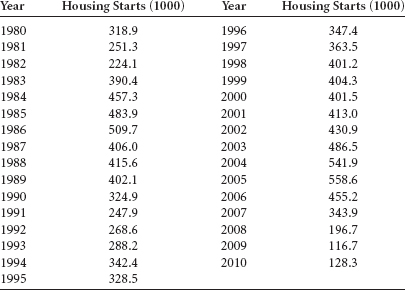 Year Housing Starts (1000) Year Housing Starts (1000)
1980 318.9 1996 347.4
1981 251.3 1997 363.5
1982 224.1 1998 401.2
1983 390.4 1999 404.3
1984 457.3 2000 401.5
1985 483.9 2001 413.0
1986 509.7 2002 430.9
1987 406.0 2003 486.5
1988 415.6 2004 541.9
1989 402.1 2005 558.6
1990 324.9 2006 455.2
1991 247.9 2007 343.9
1992 268.6 2008 196.7
1993 288.2 2009 116.7
1994 342.4 2010 128.3
1995 328.5